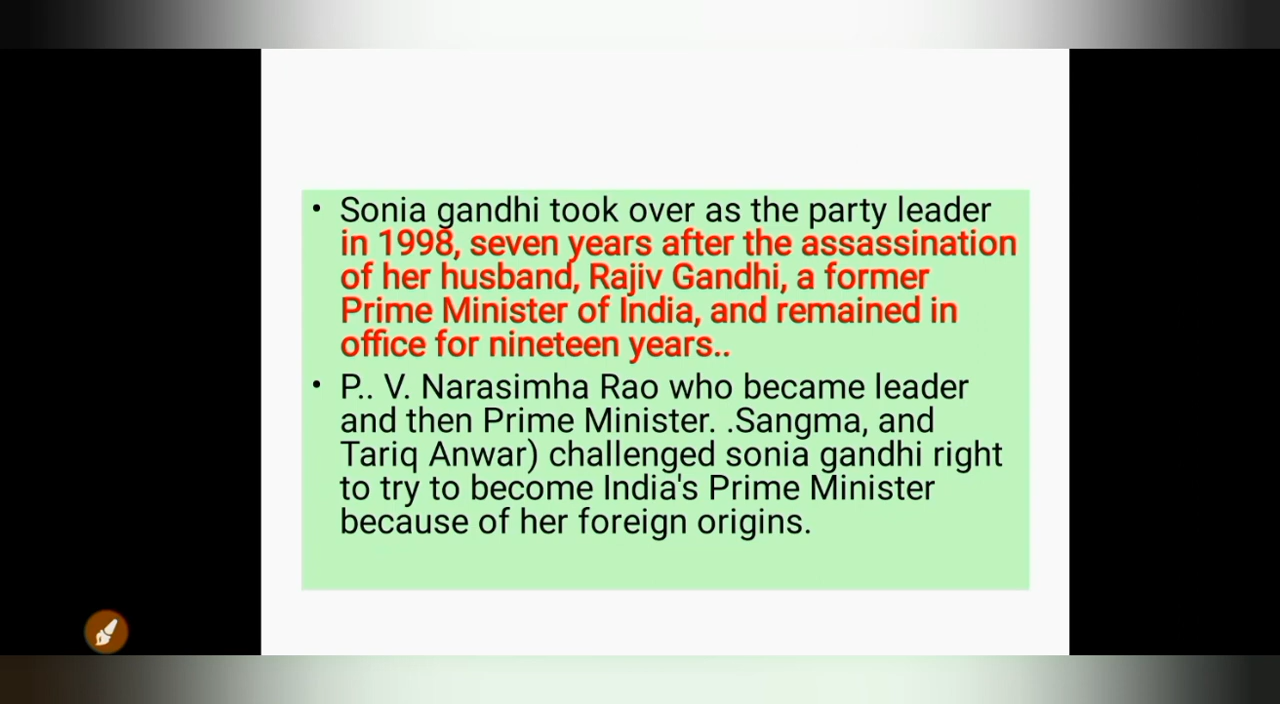 • Sonia gandhi took over as the party leader
in 1998, seven years after the assassination
of her husband, Rajiv Gandhi, a former
Prime Minister of India, and remained in
office for nineteen years..
• P.. V. Narasimha Rao who became leader
and then Prime Minister. .Sangma, and
Tariq Anwar) challenged sonia gandhi right
to try to become India's Prime Minister
because of her foreign origins.